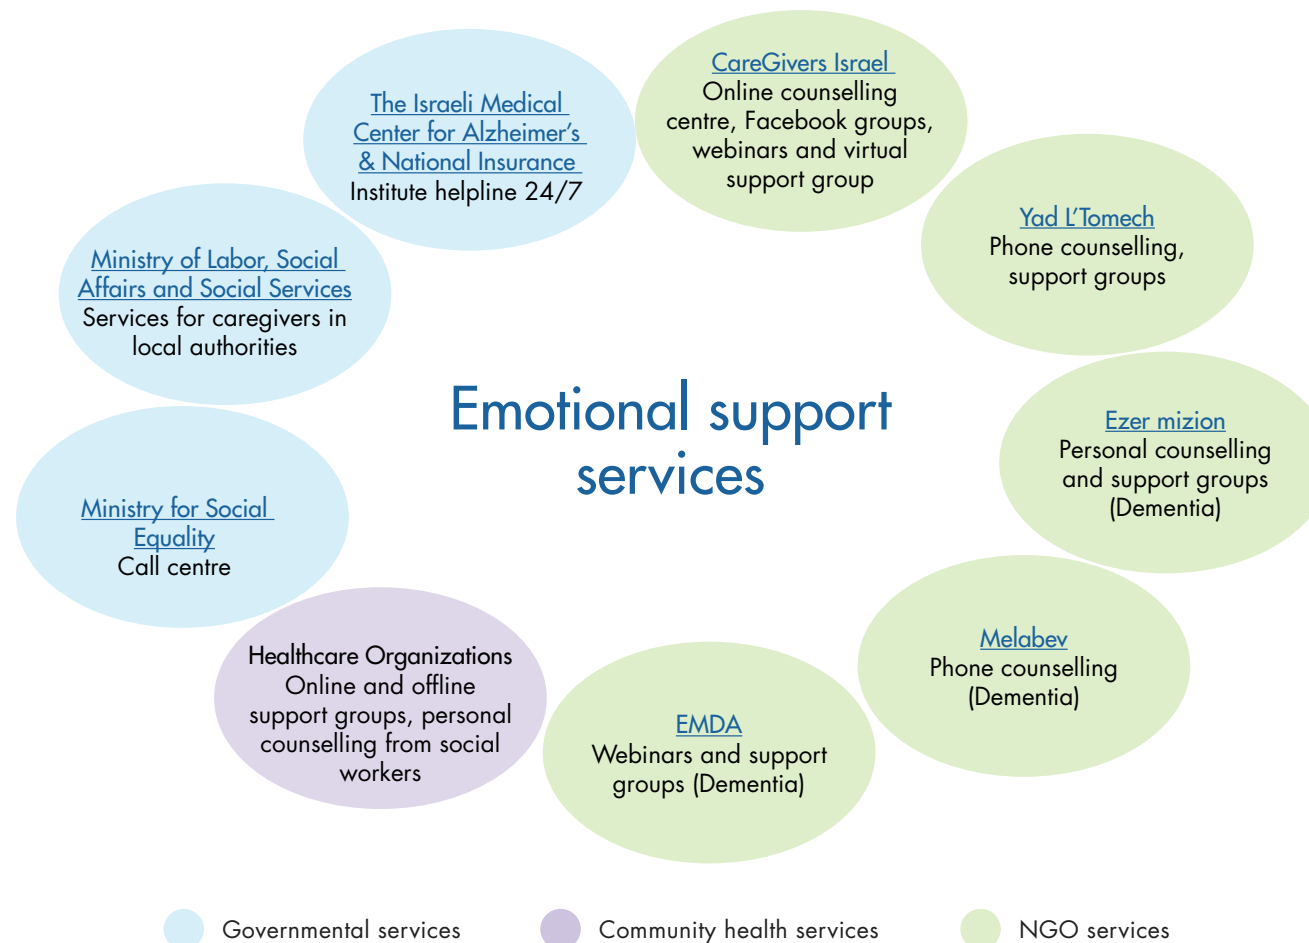 CareGivers Israel
Online counselling
centre, Facebook groups,
webinars and virtual
support group
The Israeli Medical
Center for Alzheimer's
& National Insurance
Institute helpline 24/7
Yad L'Tomech
Phone counselling,
support groups
Ministry of Labor, Social
Affairs and Social Services
Services for caregivers in
local authorities
Emotional support
services
Ezer mizion
Personal counselling
and support groups
(Dementia)
Ministry for Social
Equality
Call centre
Melabev
Phone counselling
(Dementia)
Healthcare Organizations
Online and offline
support groups, personal
counselling from social
workers
EMDA
Webinars and support
groups (Dementia)
Governmental services
Community health services
NGO services